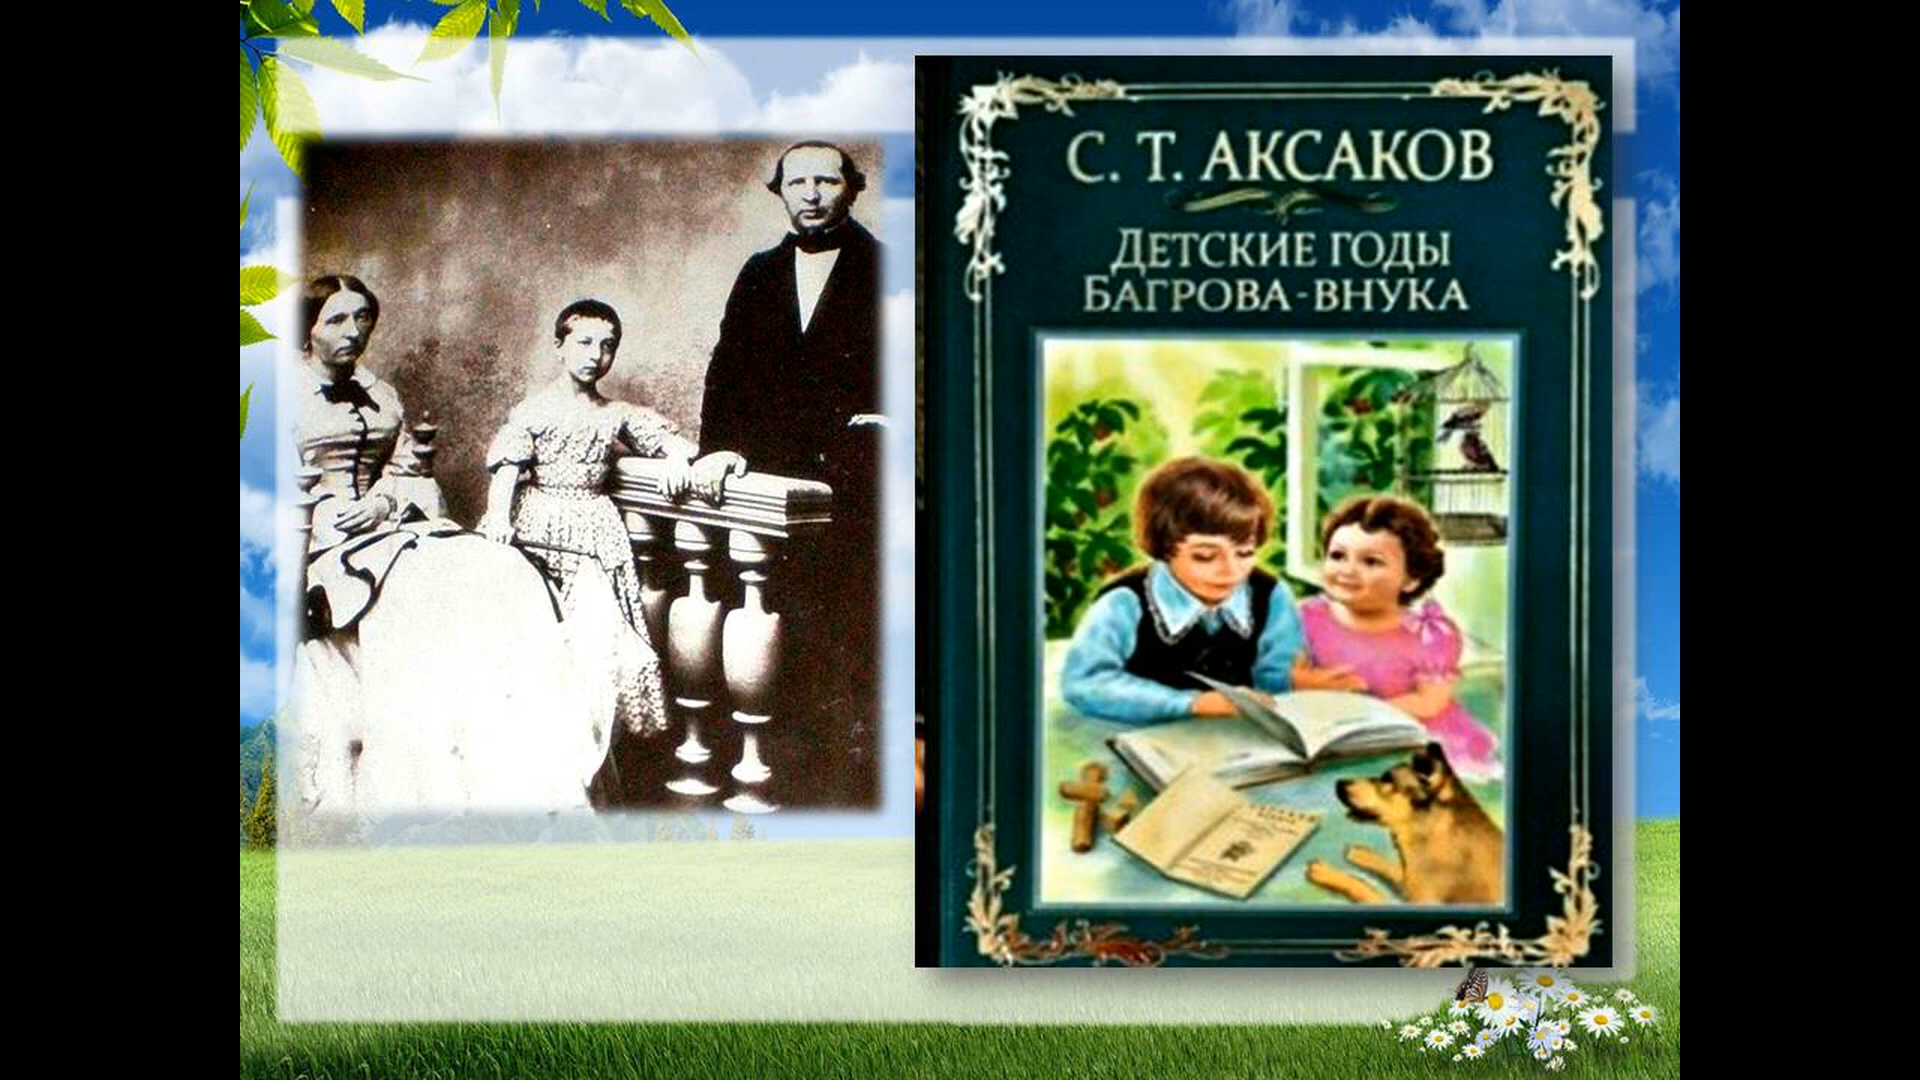 С. Т. АКСАКОВ
ДЕТСКИЕ ГОДЫ
БАГРОВА-ВНУКА